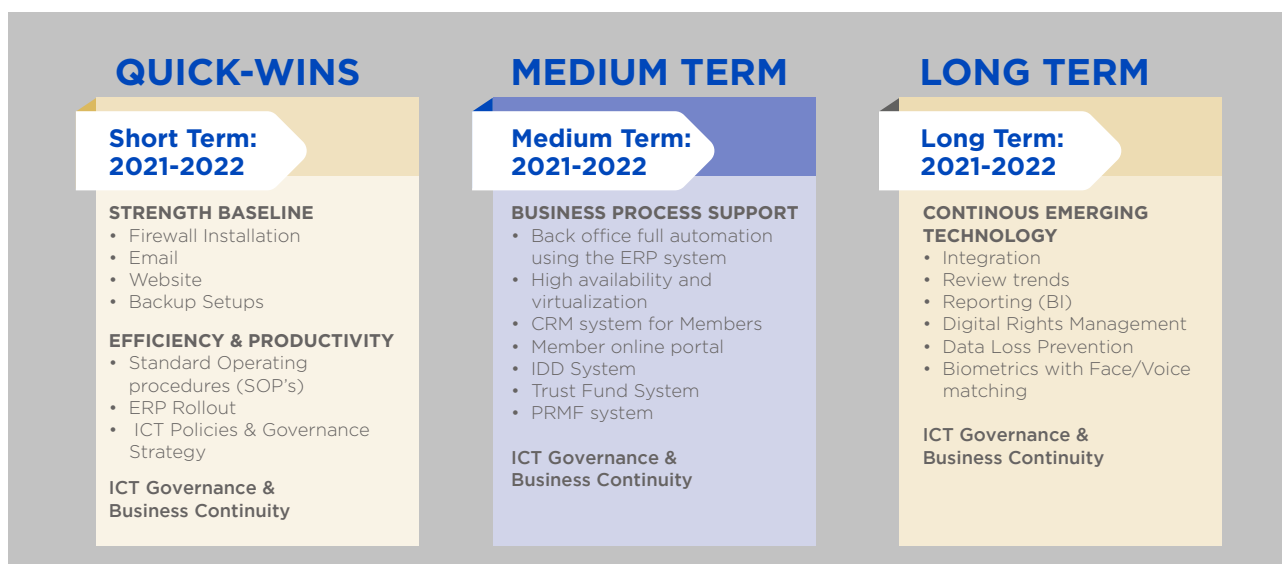 QUICK-WINS
Short Term:
2021-2022
STRENGTH BASELINE
• Firewall Installation
• Email
• Website
• Backup Setups
EFFICIENCY & PRODUCTIVITY
• Standard Operating
procedures (SOP’s)
• ERP Rollout
• ICT Policies & Governance
Strategy
ICT Governance &
Business Continuity
MEDIUM TERM
Medium Term:
2021-2022
BUSINESS PROCESS SUPPORT
• Back office full automation
using the ERP system
• High availability and
virtualization
• CRM system for Members
• Member online portal
• IDD System
• Trust Fund System
• PRMF system
ICT Governance &
Business Continuity
LONG TERM
Long Term:
2021-2022
CONTINOUS EMERGING
TECHNOLOGY
• Integration
• Review trends
• Reporting (BI)
• Digital Rights Management
• Data Loss Prevention
• Biometrics with Face/Voice
matching
ICT Governance &
Business Continuity